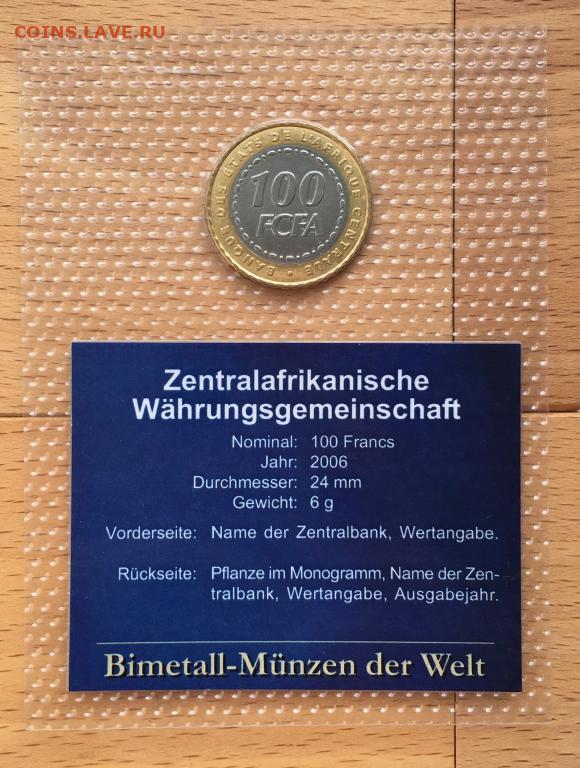 COINS.LAVE.RU
BANQUE DES ÉTATS DE L'AFRIQUE CENTRALE
100
FCFA
Zentralafrikanische
Währungsgemeinschaft
Nominal: 100 Francs
Jahr: 2006
Durchmesser: 24 mm
Gewicht: 6 g
Vorderseite: Name der Zentralbank, Wertangabe.
Rückseite: Pflanze im Monogramm, Name der Zen-
tralbank, Wertangabe, Ausgabejahr.
Bimetall-Münzen der Welt